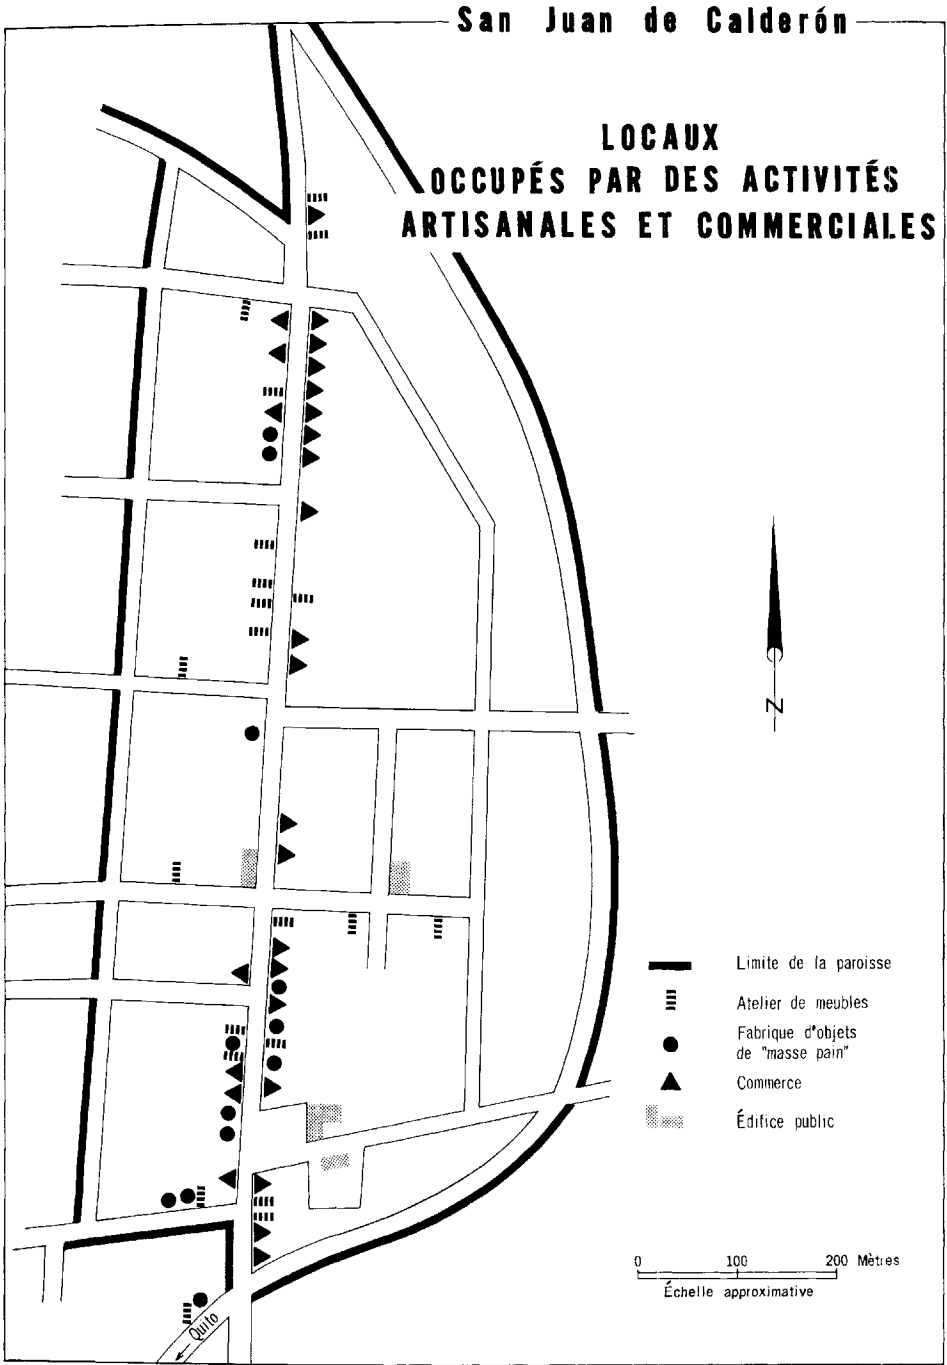 San Juan de Calderón
LOCAUX
OCCUPÉS PAR DES ACTIVITÉS
ARTISANALES ET COMMERCIALES
N
Limite de la paroisse
Atelier de meubles
Fabrique d'objets
de "masse pain"
Commerce
Édifice public
0 100 200 Mètres
Échelle approximative
Quito